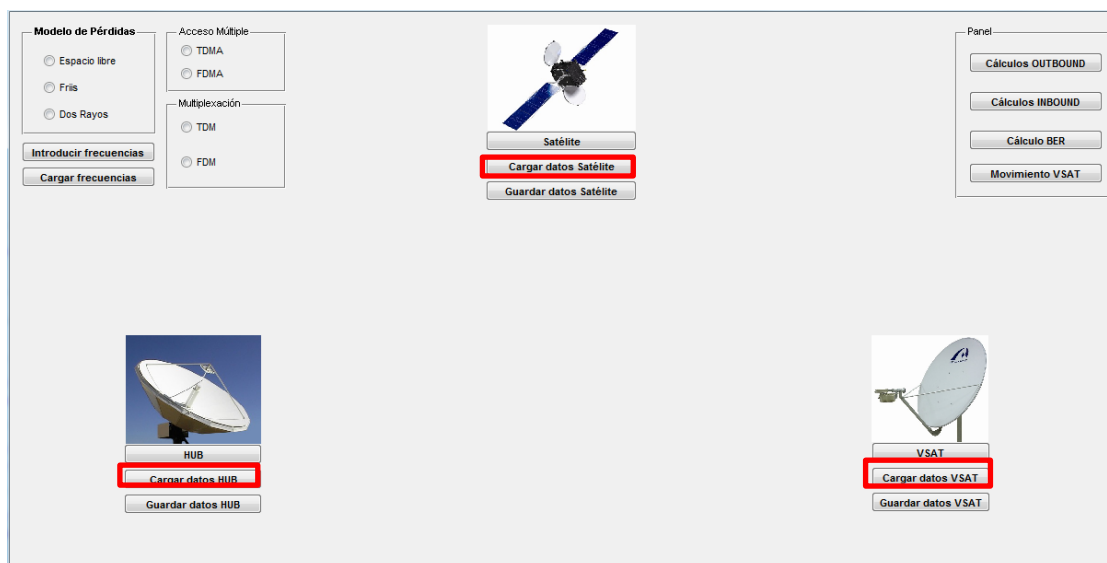 Modelo de Pérdidas
Espacio libre
Friis
Dos Rayos
Introducir frecuencias
Cargar frecuencias
Acceso Múltiple
TDMA
FDMA
Multiplexación
TDM
FDM
Satélite
Cargar datos Satélite
Guardar datos Satélite
Panel
Cálculos OUTBOUND
Cálculos INBOUND
Cálculo BER
Movimiento VSAT
HUB
Cargar datos HUB
Guardar datos HUB
VSAT
Cargar datos VSAT
Guardar datos VSAT